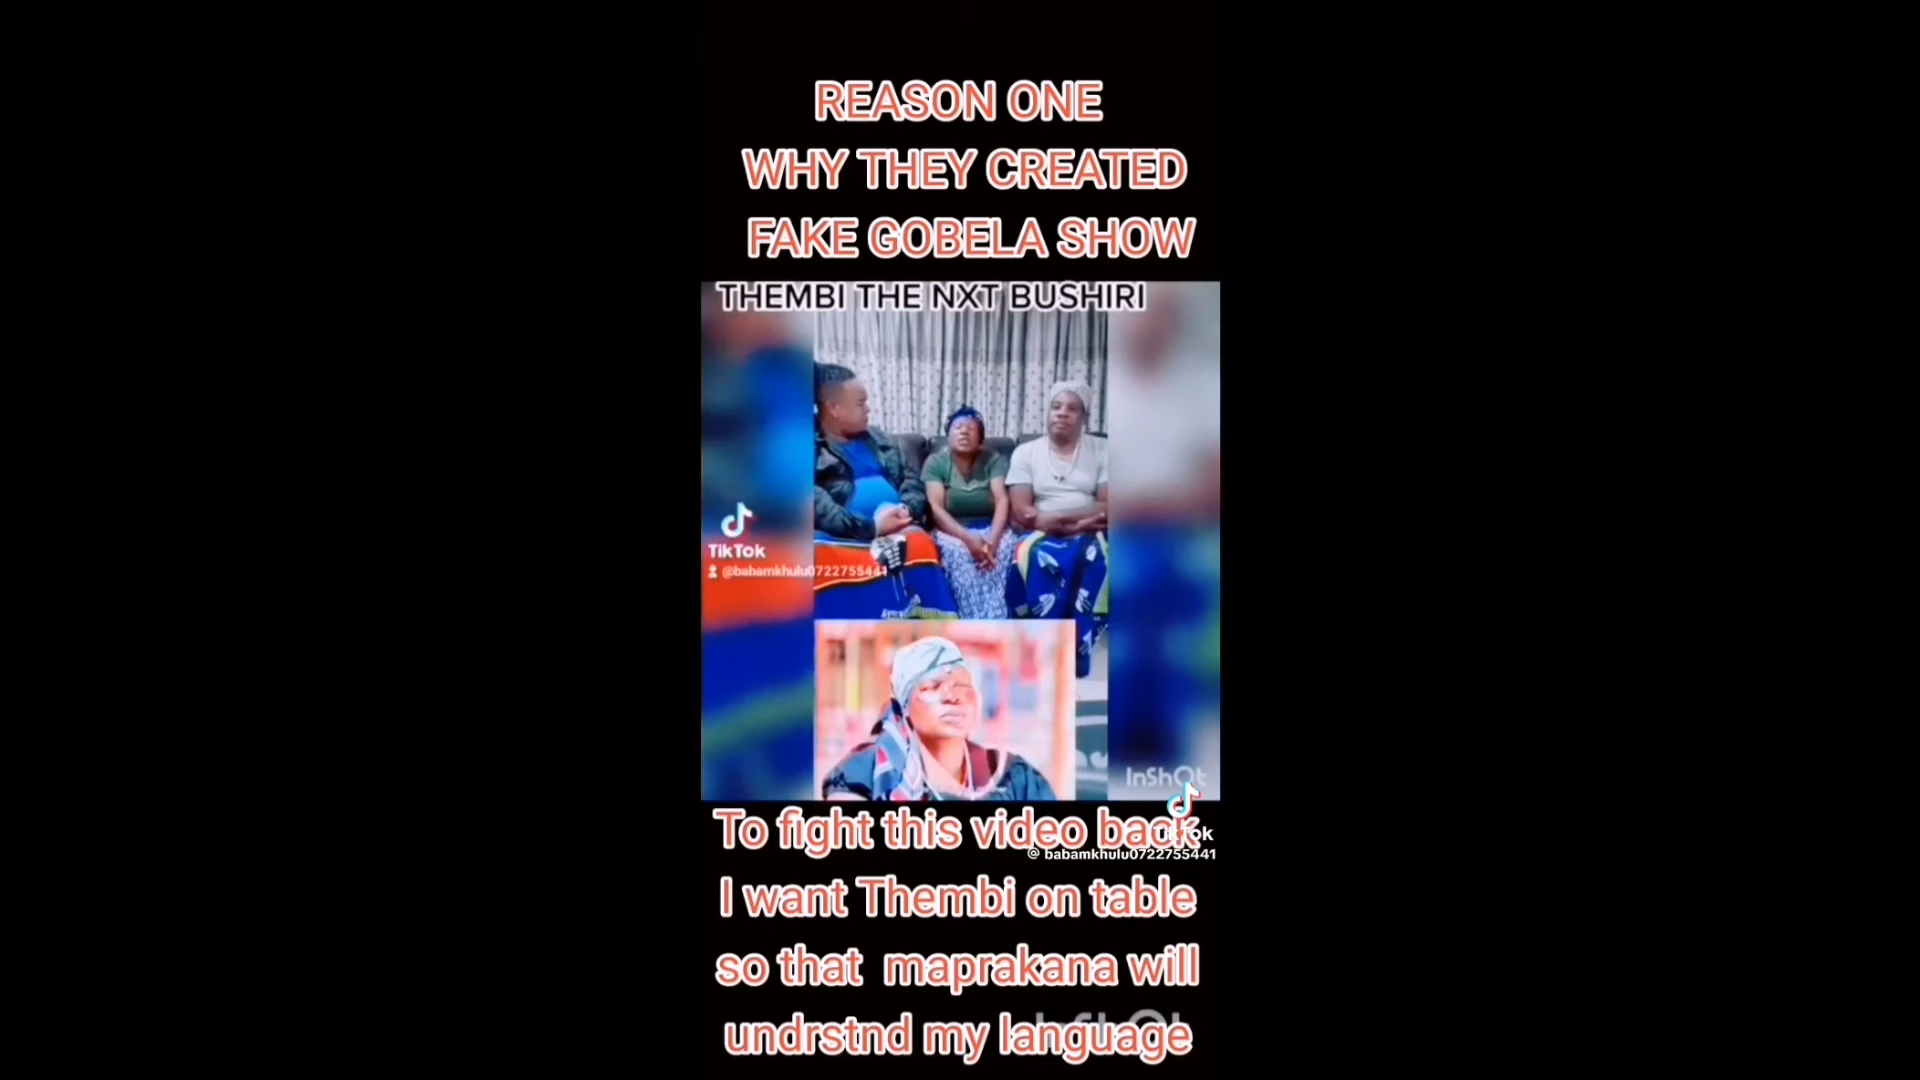 REASON ONE
WHY THEY CREATED
FAKE GOBELA SHOW
THEMBI THE NXT BUSHIRI
TikTok
@babamkhulu0722755441
InShOt
To fight this video back
TikTok
@ babamkhulu0722755441
I want Thembi on table
so that maprakana will
undrstnd my language
InShOt